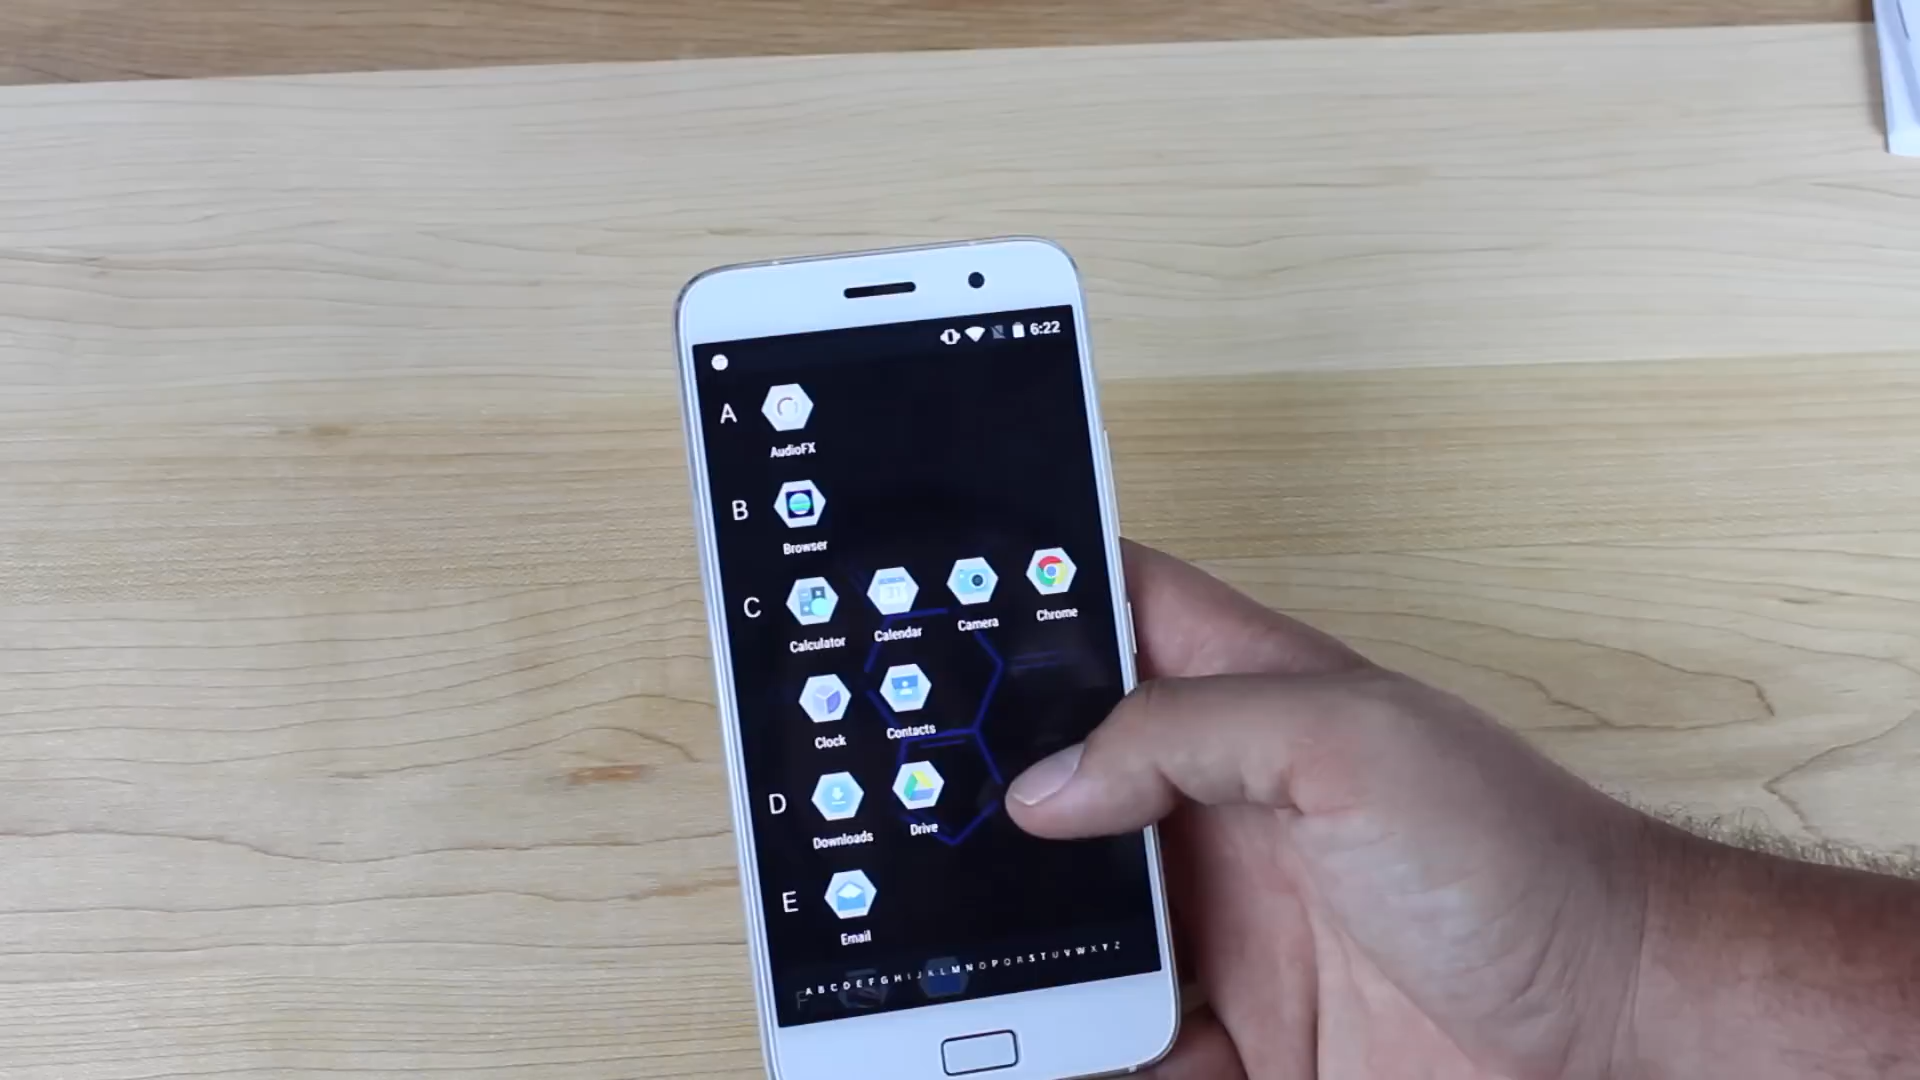 6:22
A
AudioFX
B
Browser
C
Calculator Calendar Camera Chrome
Clock Contacts
D
Downloads Drive
E
Email
F
A B C D E F G H I J K L M N O P Q R S T U V W X Y Z